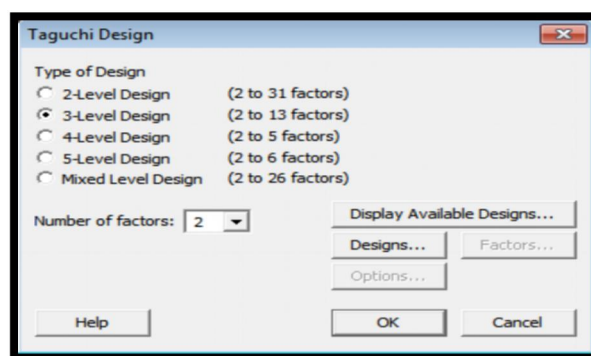 Taguchi Design
Type of Design
2-Level Design (2 to 31 factors)
3-Level Design (2 to 13 factors)
4-Level Design (2 to 5 factors)
5-Level Design (2 to 6 factors)
Mixed Level Design (2 to 26 factors)
Number of factors: 2
Display Available Designs...
Designs... Factors...
Options...
Help OK Cancel